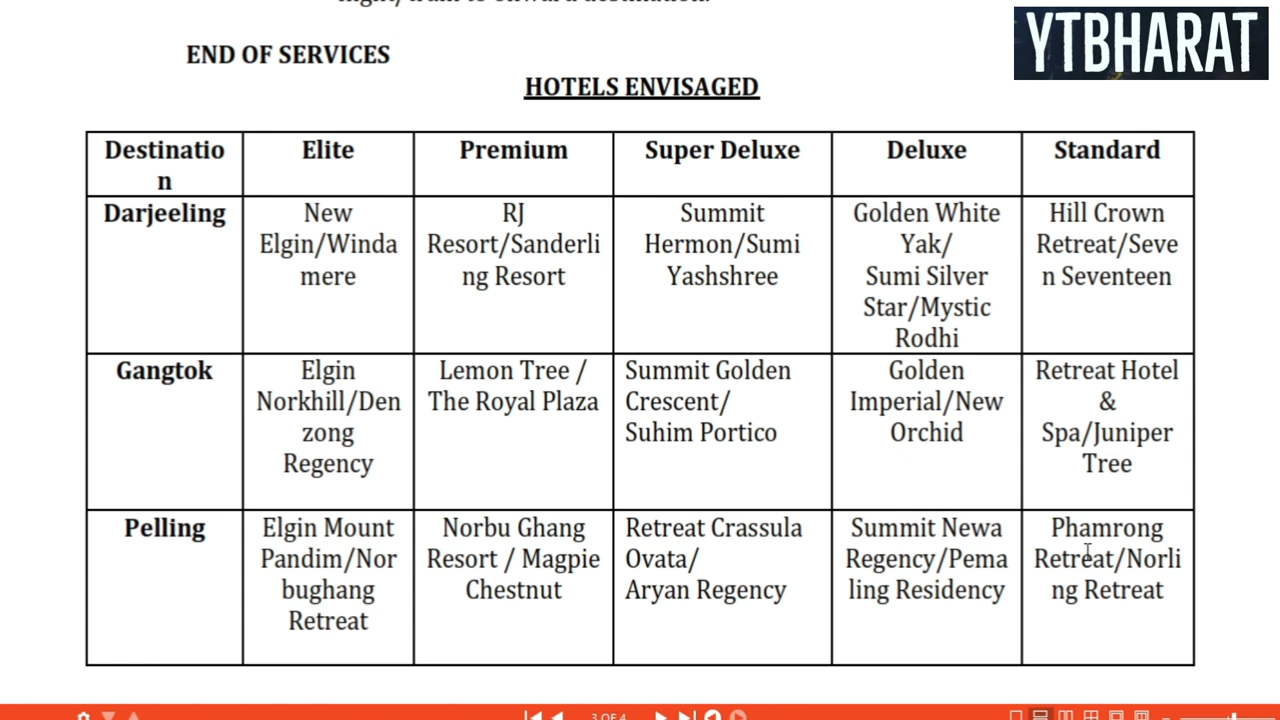 YTBHARAT
END OF SERVICES
HOTELS ENVISAGED
Destinatio
n
Elite
Premium
Super Deluxe
Deluxe
Standard
Darjeeling
New
Elgin/Winda
mere
RJ
Resort/Sanderli
ng Resort
Summit
Hermon/Sumi
Yashshree
Golden White
Yak/
Sumi Silver
Star/Mystic
Rodhi
Hill Crown
Retreat/Seve
n Seventeen
Gangtok
Elgin
Norkhill/Den
zong
Regency
Lemon Tree /
The Royal Plaza
Summit Golden
Crescent/
Suhim Portico
Golden
Imperial/New
Orchid
Retreat Hotel
&
Spa/Juniper
Tree
Pelling
Elgin Mount
Pandim/Nor
bughang
Retreat
Norbu Ghang
Resort / Magpie
Chestnut
Retreat Crassula
Ovata/
Aryan Regency
Summit Newa
Regency/Pema
ling Residency
Phamrong
Retreat/Norli
ng Retreat
3 OF 4